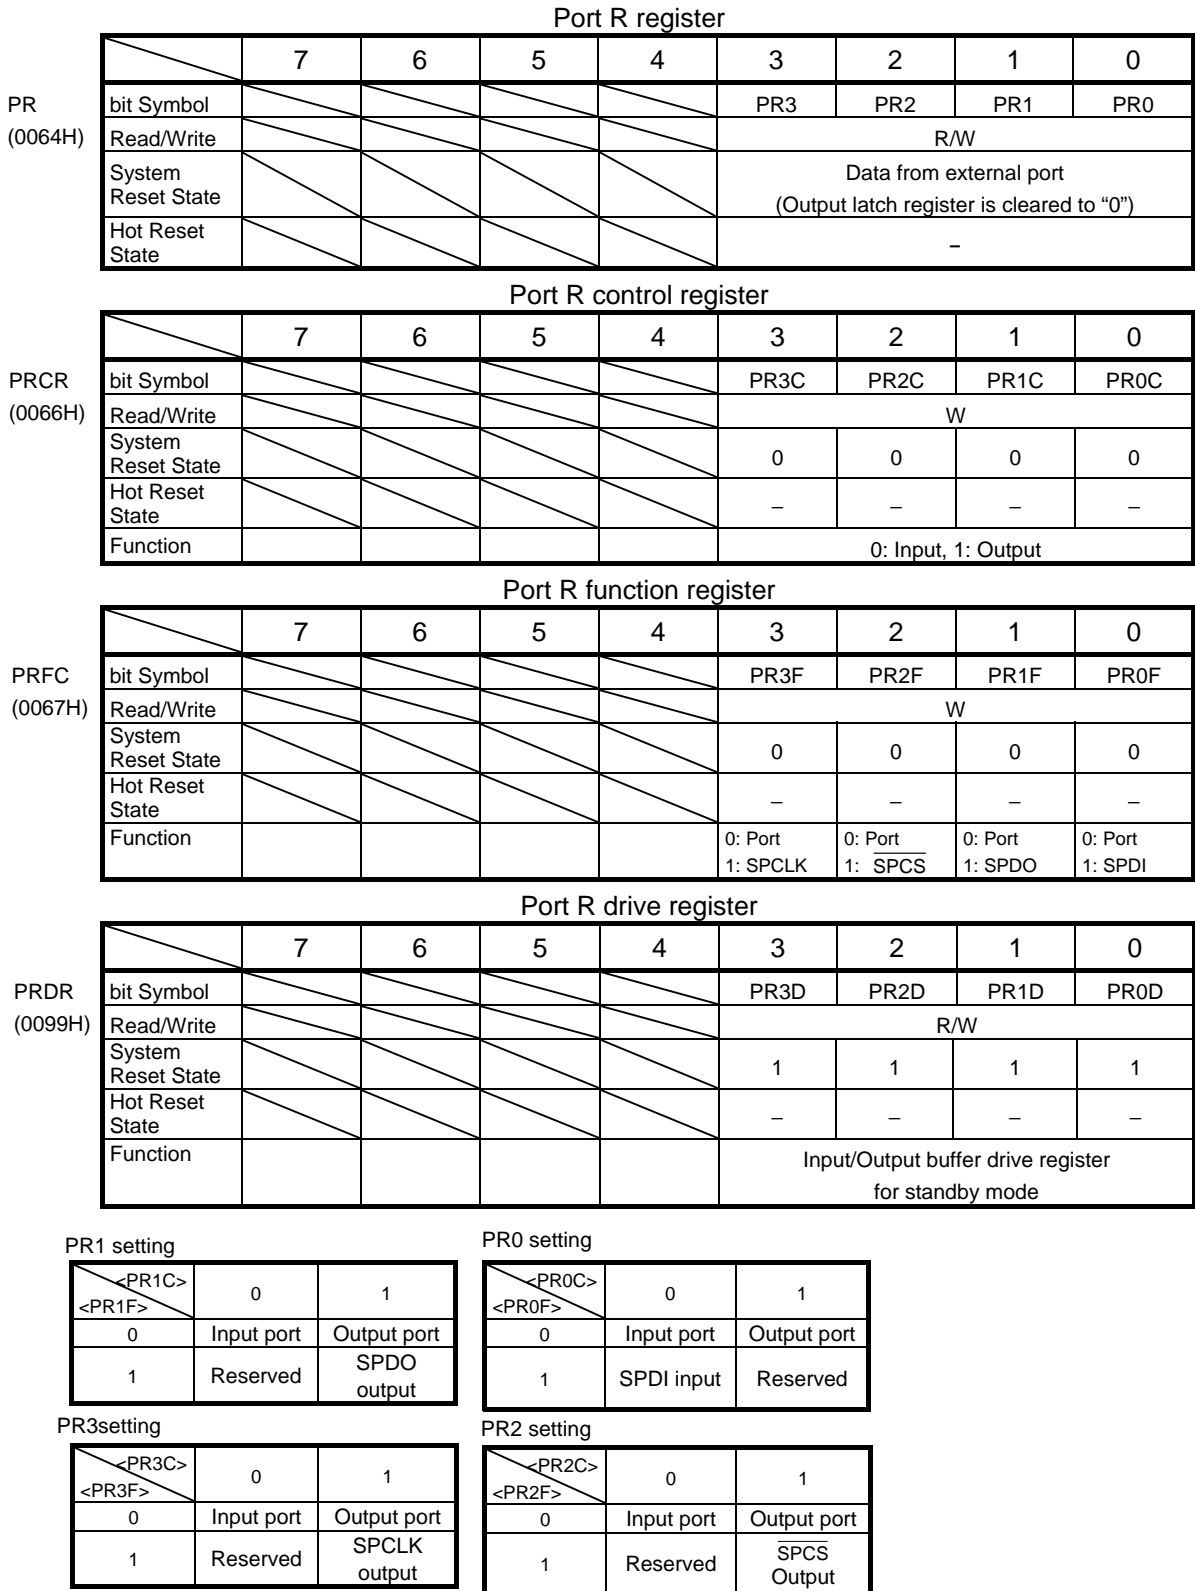 Port R register
7 6 5 4 3 2 1 0
PR
(0064H)
bit Symbol PR3 PR2 PR1 PR0
Read/Write R/W
System
Reset State
Data from external port
(Output latch register is cleared to “0”)
Hot Reset
State
–
Port R control register
7 6 5 4 3 2 1 0
PRCR
(0066H)
bit Symbol PR3C PR2C PR1C PR0C
Read/Write W
System
Reset State
0 0 0 0
Hot Reset
State
– – – –
Function 0: Input, 1: Output
Port R function register
7 6 5 4 3 2 1 0
PRFC
(0067H)
bit Symbol PR3F PR2F PR1F PR0F
Read/Write W
System
Reset State
0 0 0 0
Hot Reset
State
– – – –
Function
0: Port 0: Port 0: Port 0: Port
1: SPCLK 1: S̅P̅C̅S̅ 1: SPDO 1: SPDI
Port R drive register
7 6 5 4 3 2 1 0
PRDR
(0099H)
bit Symbol PR3D PR2D PR1D PR0D
Read/Write R/W
System
Reset State
1 1 1 1
Hot Reset
State
– – – –
Function
Input/Output buffer drive register
for standby mode
PR1 setting
<PR1C>
<PR1F>
0 1
0 Input port Output port
1 Reserved SPDO
output
PR0 setting
<PR0C>
<PR0F>
0 1
0 Input port Output port
1 SPDI input Reserved
PR3setting
<PR3C>
<PR3F>
0 1
0 Input port Output port
1 Reserved SPCLK
output
PR2 setting
<PR2C>
<PR2F>
0 1
0 Input port Output port
1 Reserved S̅P̅C̅S̅
Output